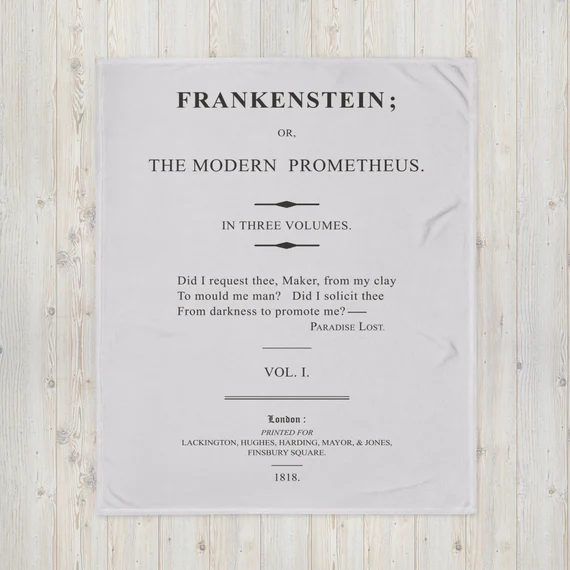 FRANKENSTEIN;
OR,
THE MODERN PROMETHEUS.
IN THREE VOLUMES.
Did I request thee, Maker, from my clay
To mould me man? Did I solicit thee
From darkness to promote me?—
PARADISE LOST.
VOL. I.
London:
PRINTED FOR
LACKINGTON, HUGHES, HARDING, MAYOR, & JONES,
FINSBURY SQUARE.
1818.